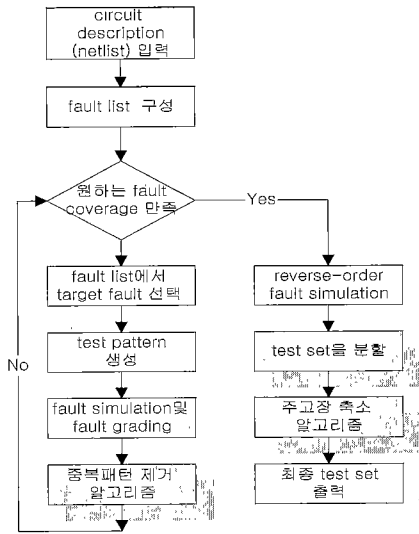 circuit
description
(netlist) 입력
fault list 구성
원하는 fault
coverage 만족
Yes
fault list에서
target fault 선택
reverse-order
fault simulation
test pattern
생성
test set을 분할
No
fault simulation및
fault grading
주고장 축소
알고리즘
중복패턴 제거
알고리즘
최종 test set
출력